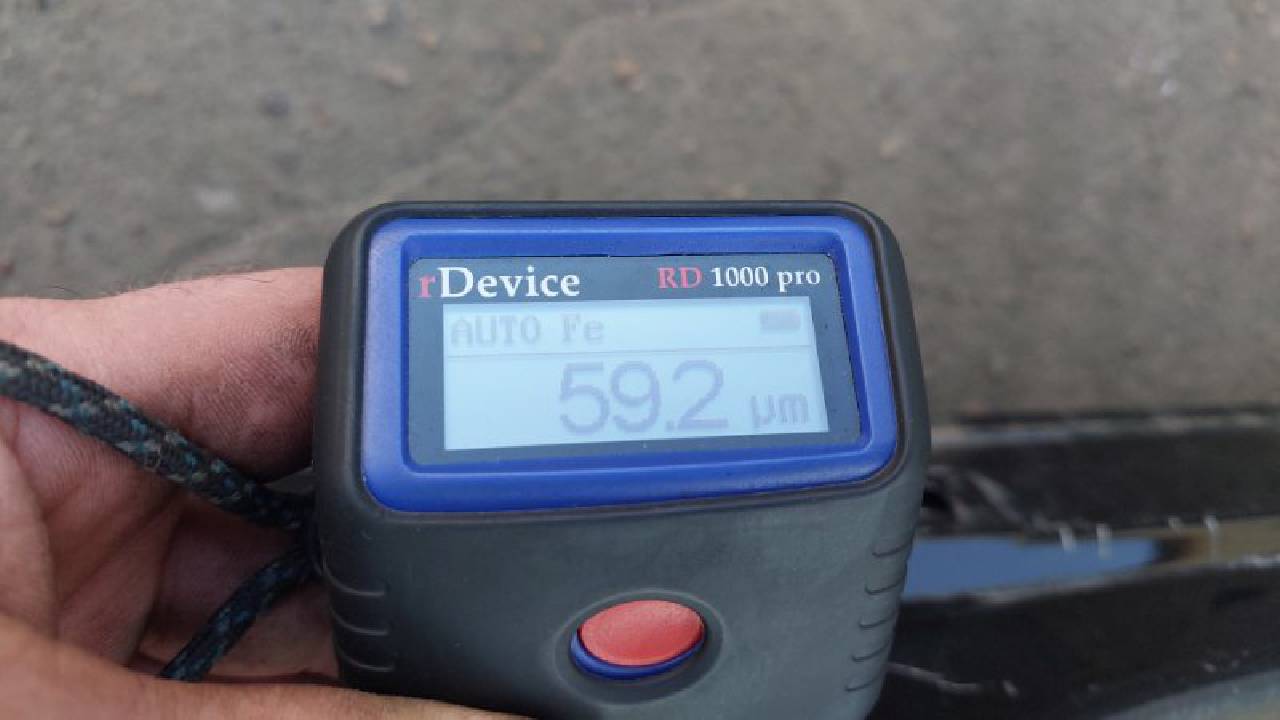 rDevice RD 1000 pro
AUTO Fe
59.2 µm